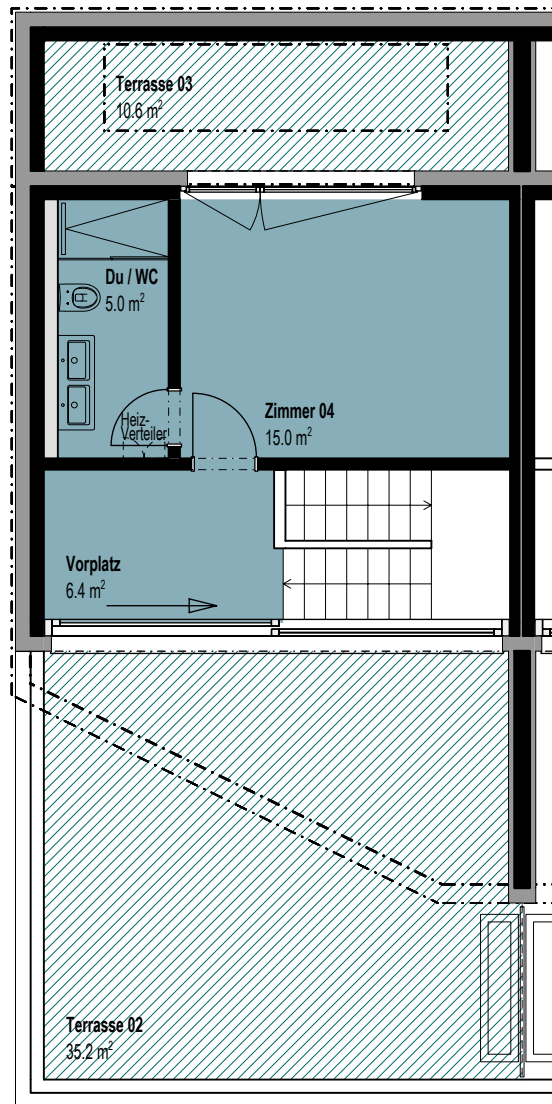 Terrasse 03
10.6 m²
Du / WC
5.0 m²
Heiz-
Verteiler
Zimmer 04
15.0 m²
Vorplatz
6.4 m²
Terrasse 02
35.2 m²